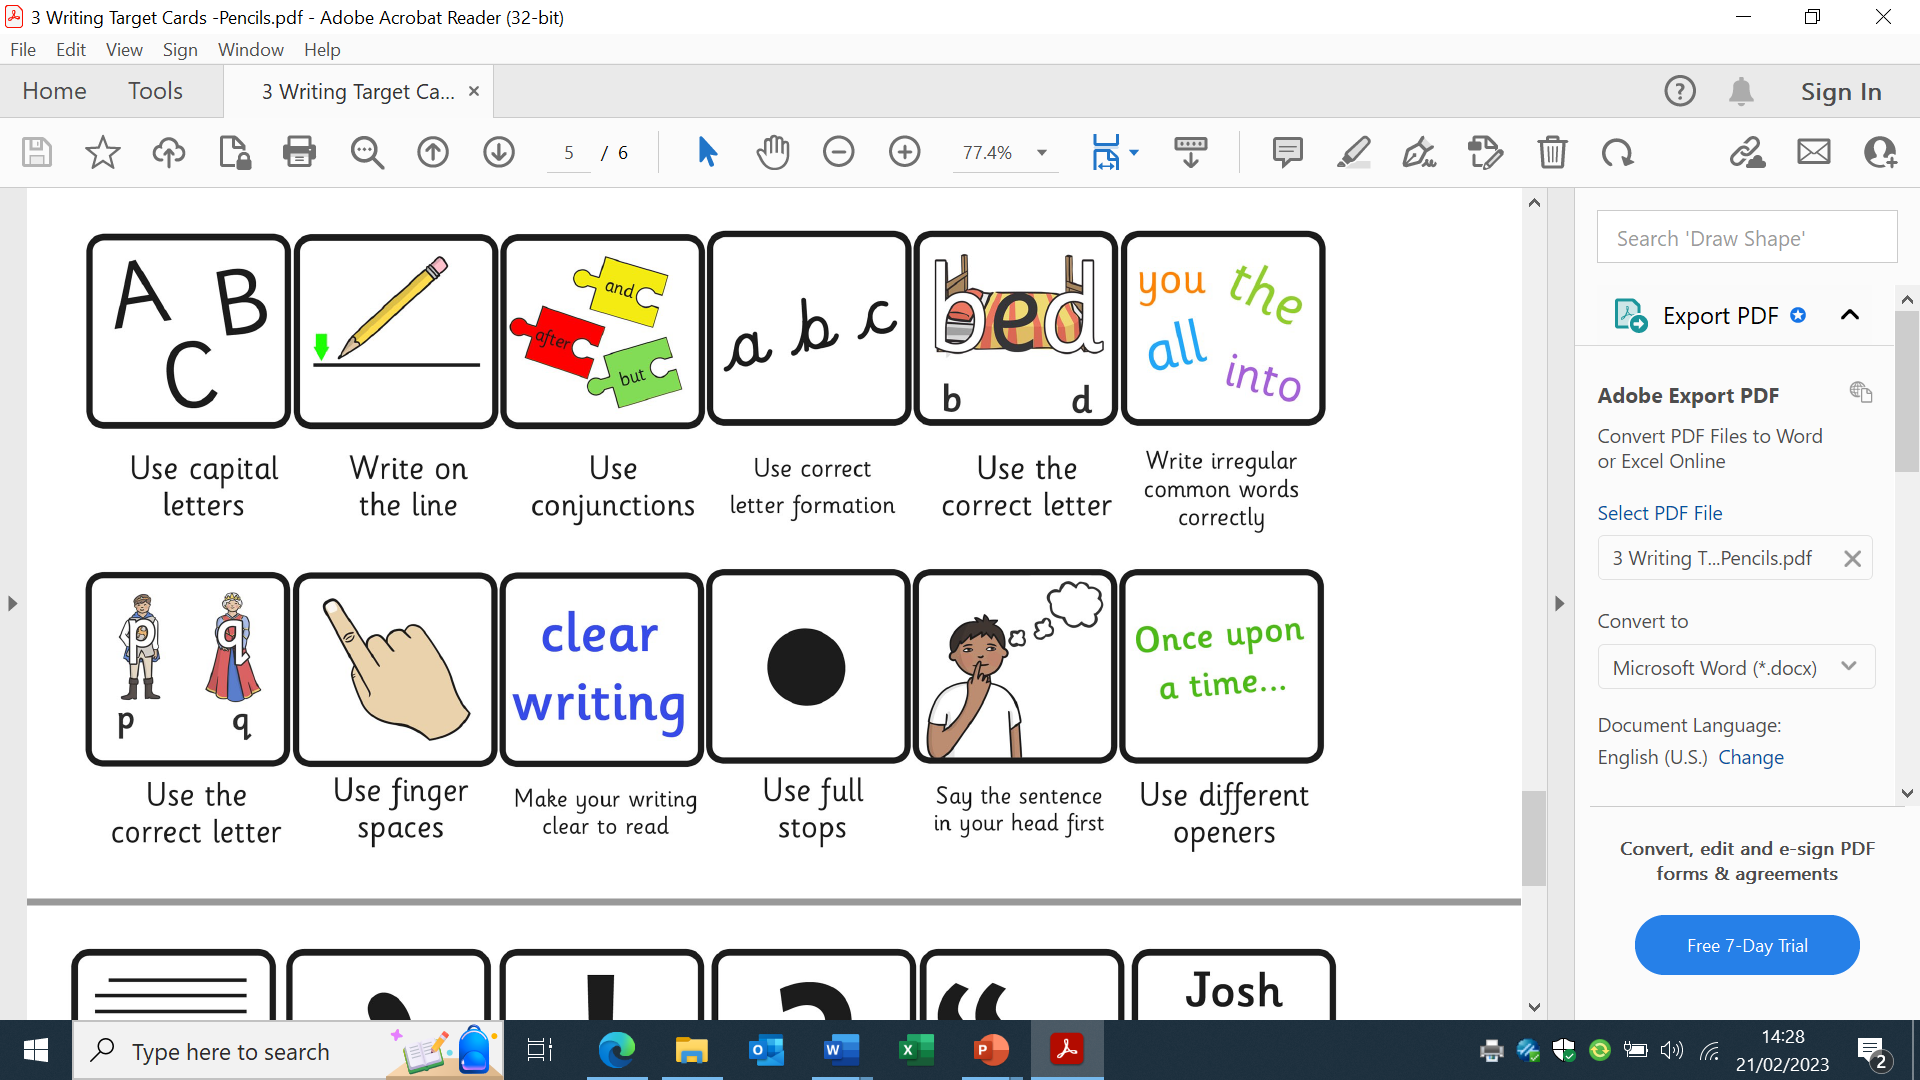 3 Writing Target Cards -Pencils.pdf - Adobe Acrobat Reader (32-bit)
File Edit View Sign Window Help
Home Tools 3 Writing Target Ca... × ? Sign In
5 / 6 77.4%
Search 'Draw Shape'
Export PDF
Adobe Export PDF
Convert PDF Files to Word
or Excel Online
Select PDF File
3 Writing T...Pencils.pdf
Convert to
Microsoft Word (*.docx)
Document Language:
English (U.S.) Change
Convert, edit and e-sign PDF
forms & agreements
Free 7-Day Trial
A B
C
and
after
but
a b c
bed
b d
you the
all
into
Use capital
letters
Write on
the line
Use
conjunctions
Use correct
letter formation
Use the
correct letter
Write irregular
common words
correctly
p q
p q
clear
writing
Once upon
a time...
Use the
correct letter
Use finger
spaces
Make your writing
clear to read
Use full
stops
Say the sentence
in your head first
Use different
openers
! “ Josh
Type here to search
14:28
21/02/2023
2